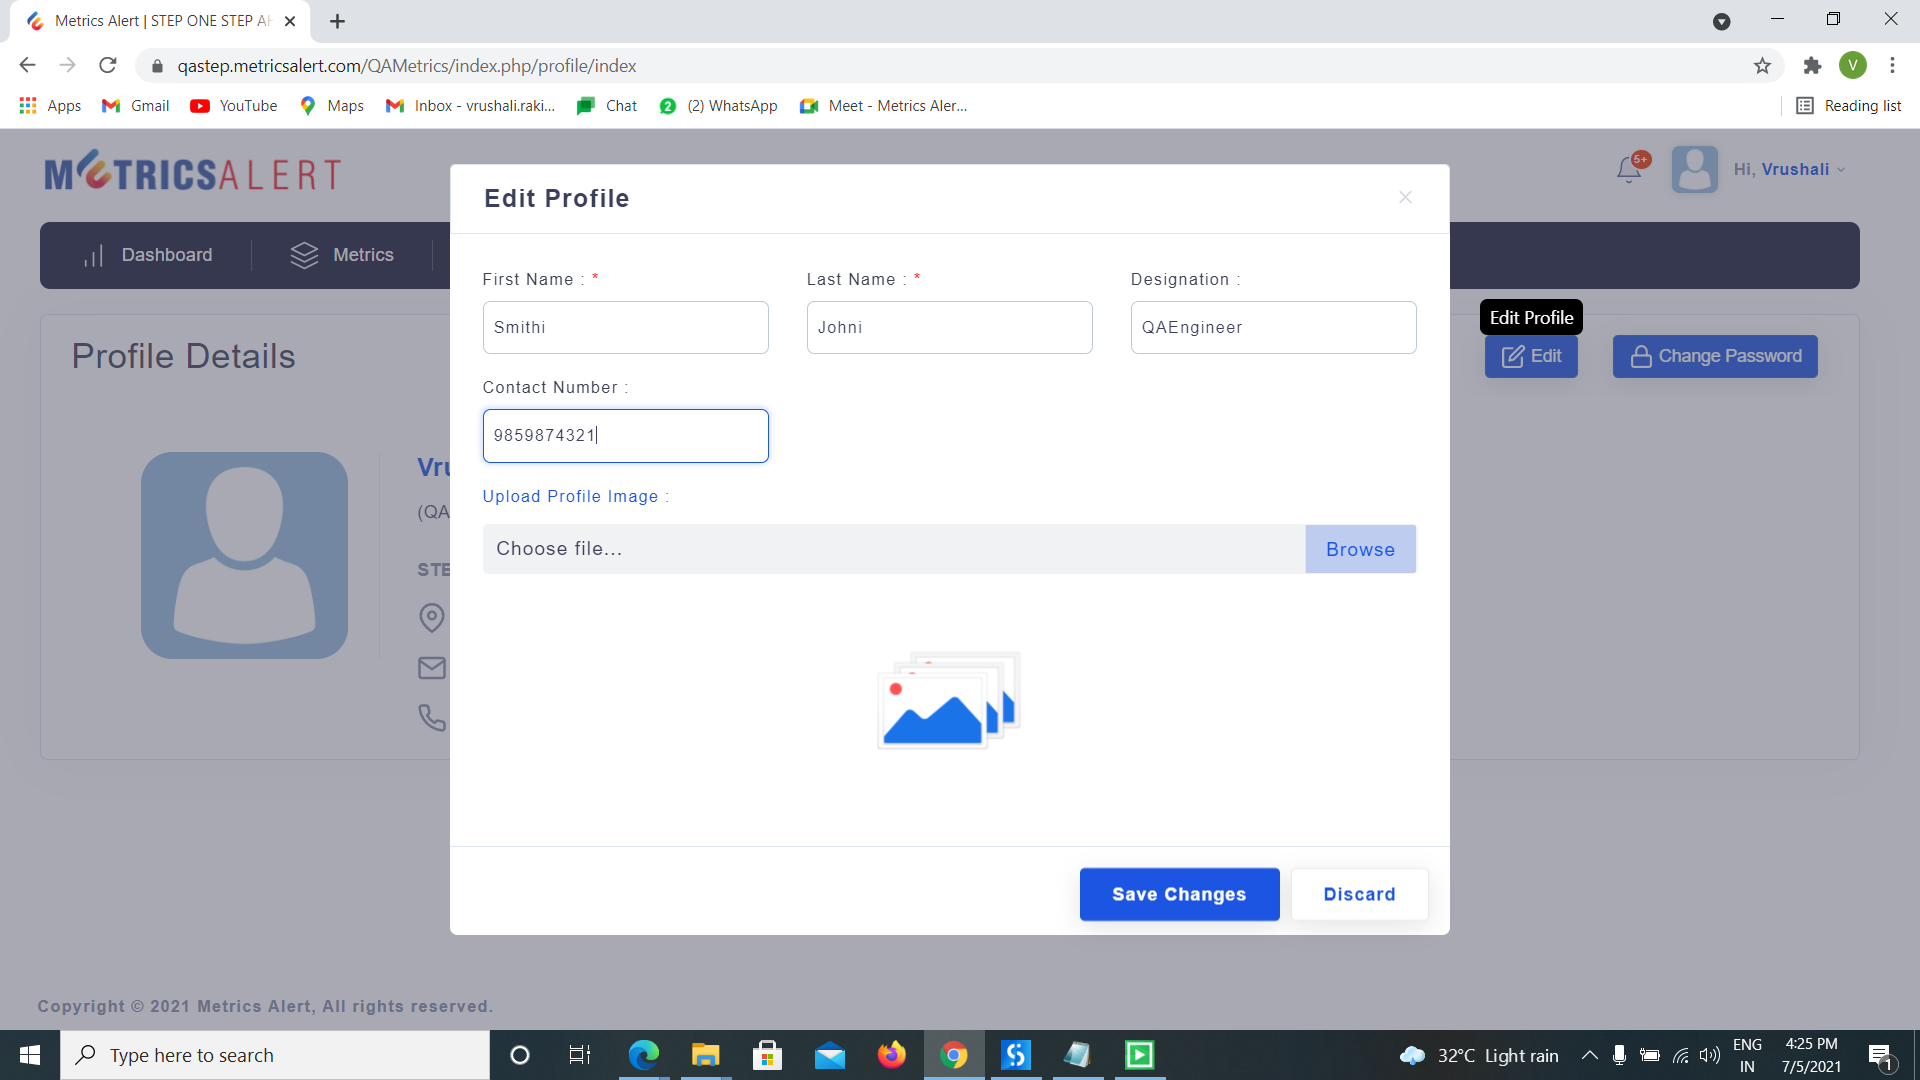 Metrics Alert | STEP ONE STEP AH
qastep.metricsalert.com/QAMetrics/index.php/profile/index
V
Apps
Gmail
YouTube
Maps
Inbox - vrushali.raki...
Chat
2
(2) WhatsApp
Meet - Metrics Aler...
Reading list
METRICSALERT
5+
Hi, Vrushali
Dashboard
Metrics
Profile Details
Edit Profile
Edit
Change Password
Vru
(QA
STE
Edit Profile
First Name : *
Last Name : *
Designation :
Smithi
Johni
QAEngineer
Contact Number :
9859874321
Upload Profile Image :
Choose file...
Browse
Save Changes
Discard
Copyright © 2021 Metrics Alert, All rights reserved.
Type here to search
32°C Light rain
ENG
IN
4:25 PM
7/5/2021
1